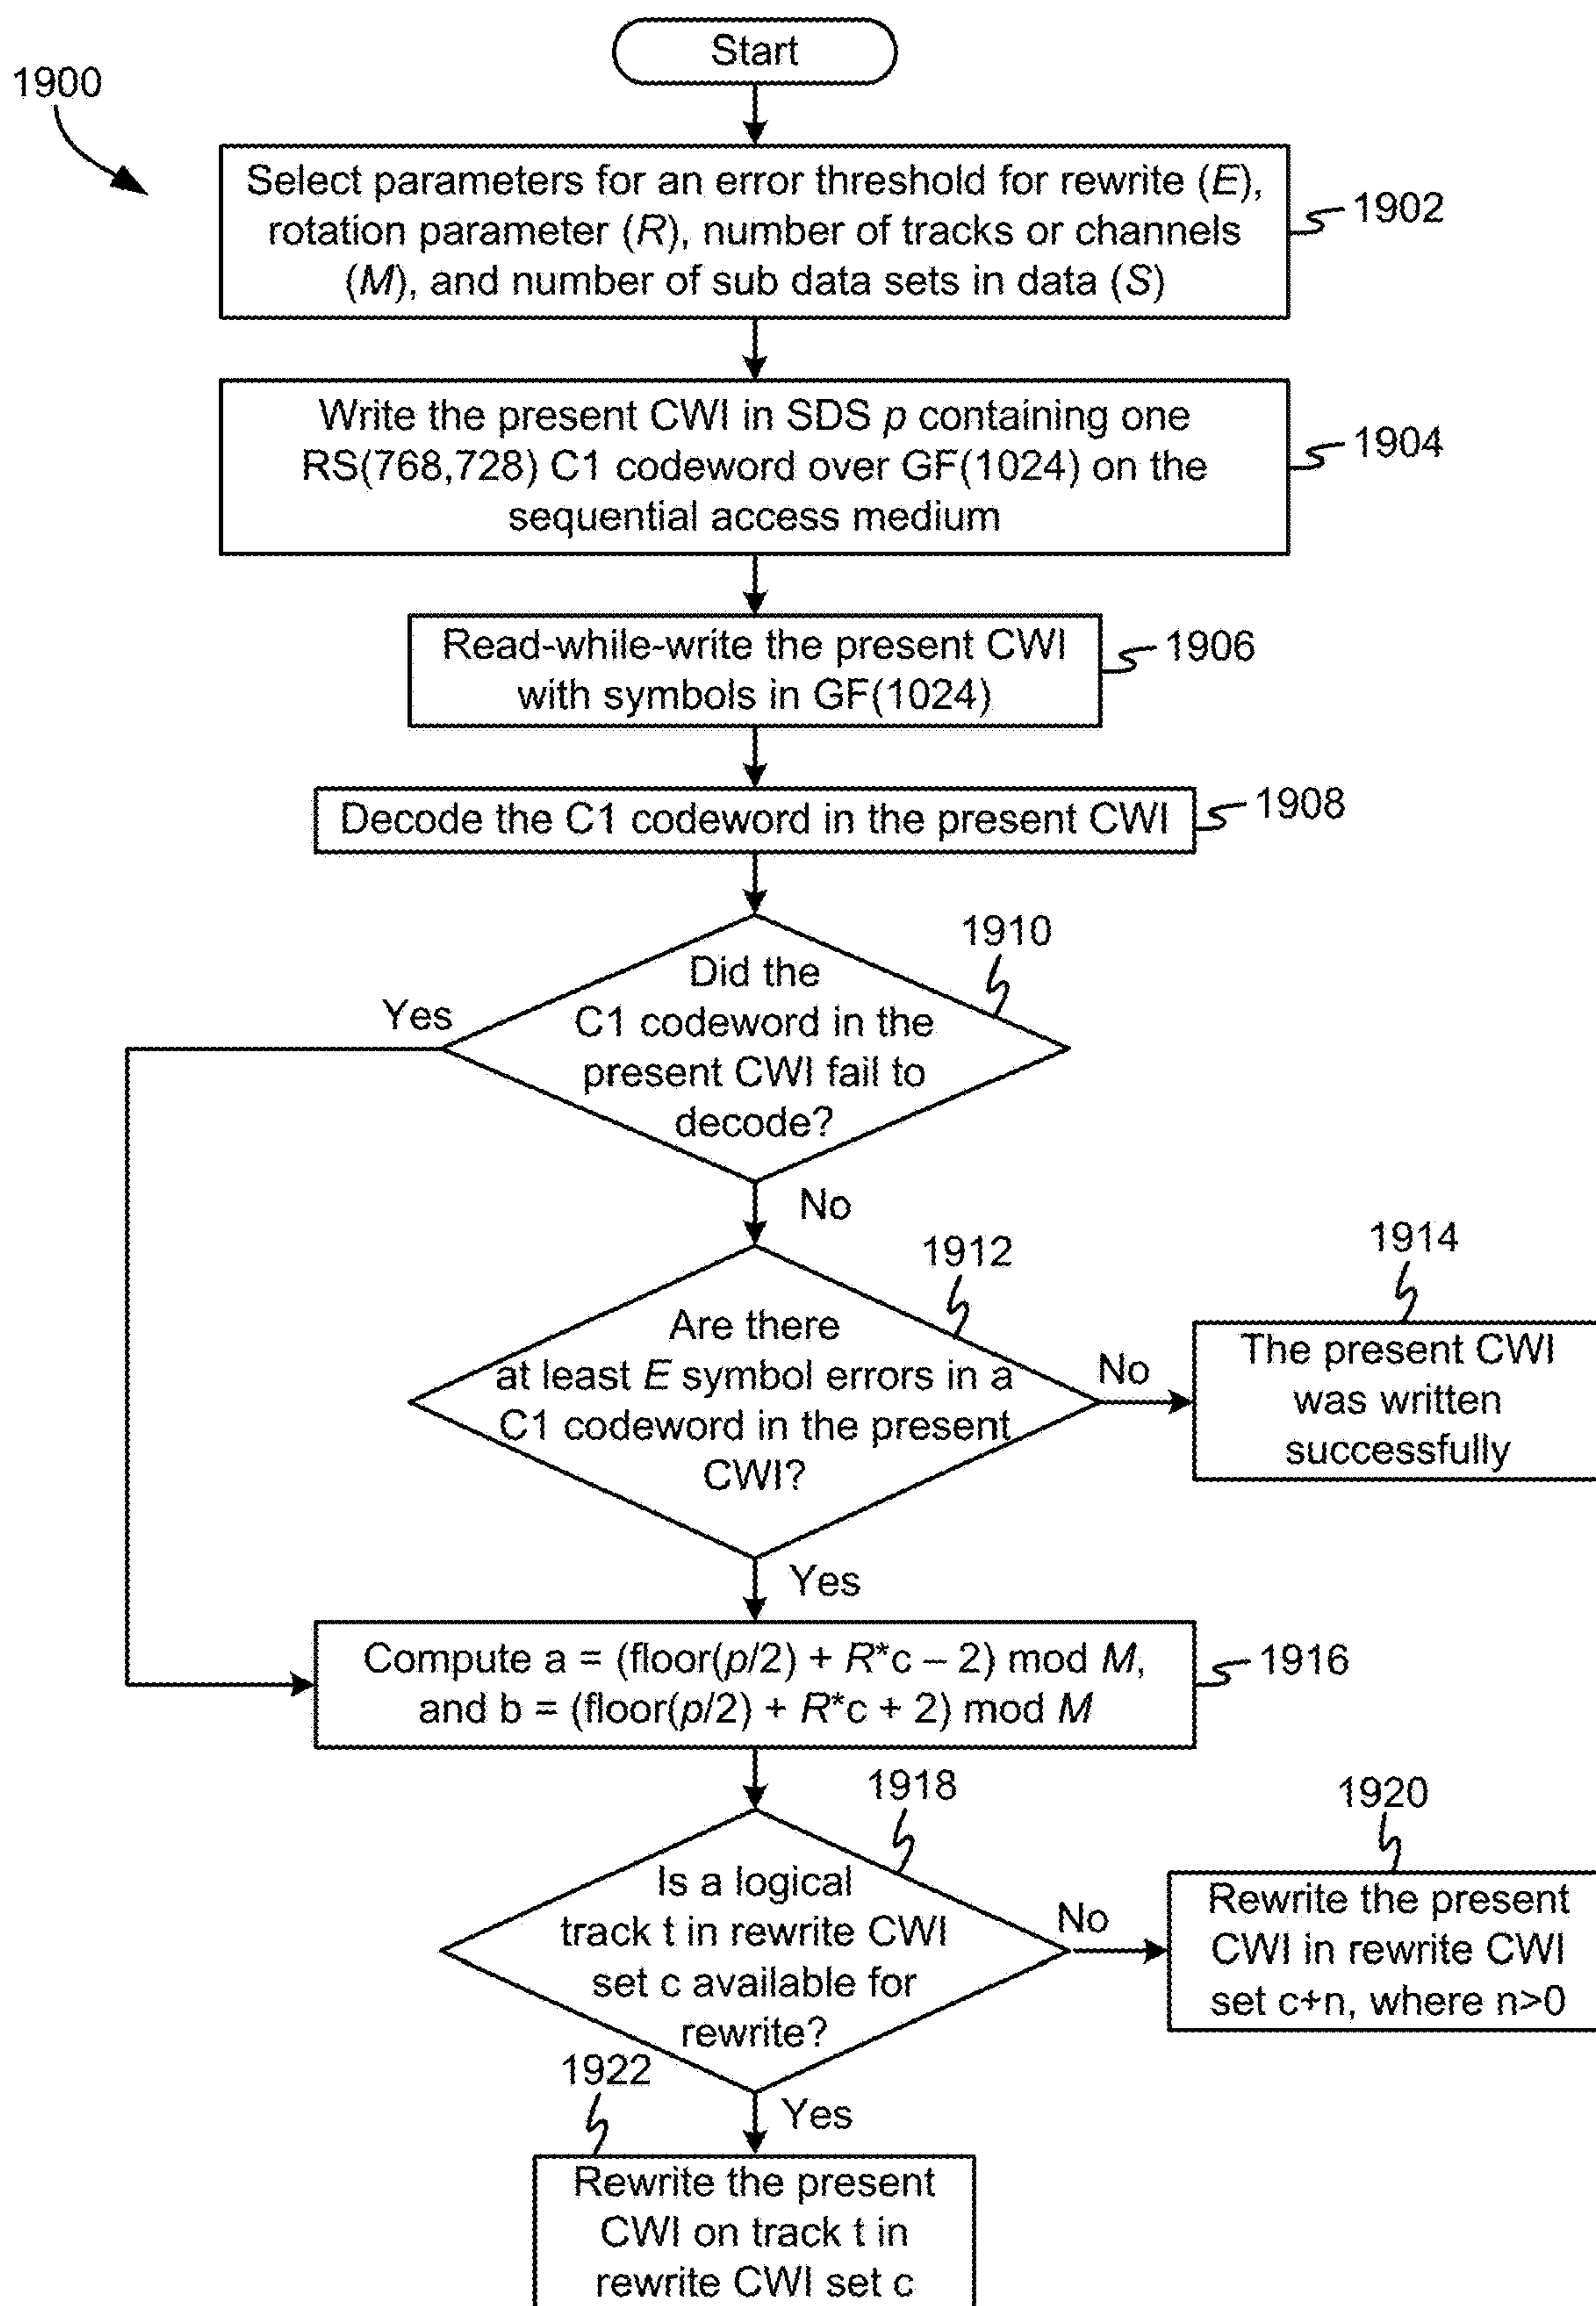 Start
1900
Select parameters for an error threshold for rewrite (E),
rotation parameter (R), number of tracks or channels
(M), and number of sub data sets in data (S)
1902
Write the present CWI in SDS p containing one
RS(768,728) C1 codeword over GF(1024) on the
sequential access medium
1904
Read-while-write the present CWI
with symbols in GF(1024)
1906
Decode the C1 codeword in the present CWI
1908
1910
Did the
C1 codeword in the
present CWI fail to
decode?
Yes
No
1912
Are there
at least E symbol errors in a
C1 codeword in the present
CWI?
No
1914
The present CWI
was written
successfully
Yes
Compute a = (floor(p/2) + R*c – 2) mod M,
and b = (floor(p/2) + R*c + 2) mod M
1916
1918
Is a logical
track t in rewrite CWI
set c available for
rewrite?
No
1920
Rewrite the present
CWI in rewrite CWI
set c+n, where n>0
1922
Yes
Rewrite the present
CWI on track t in
rewrite CWI set c